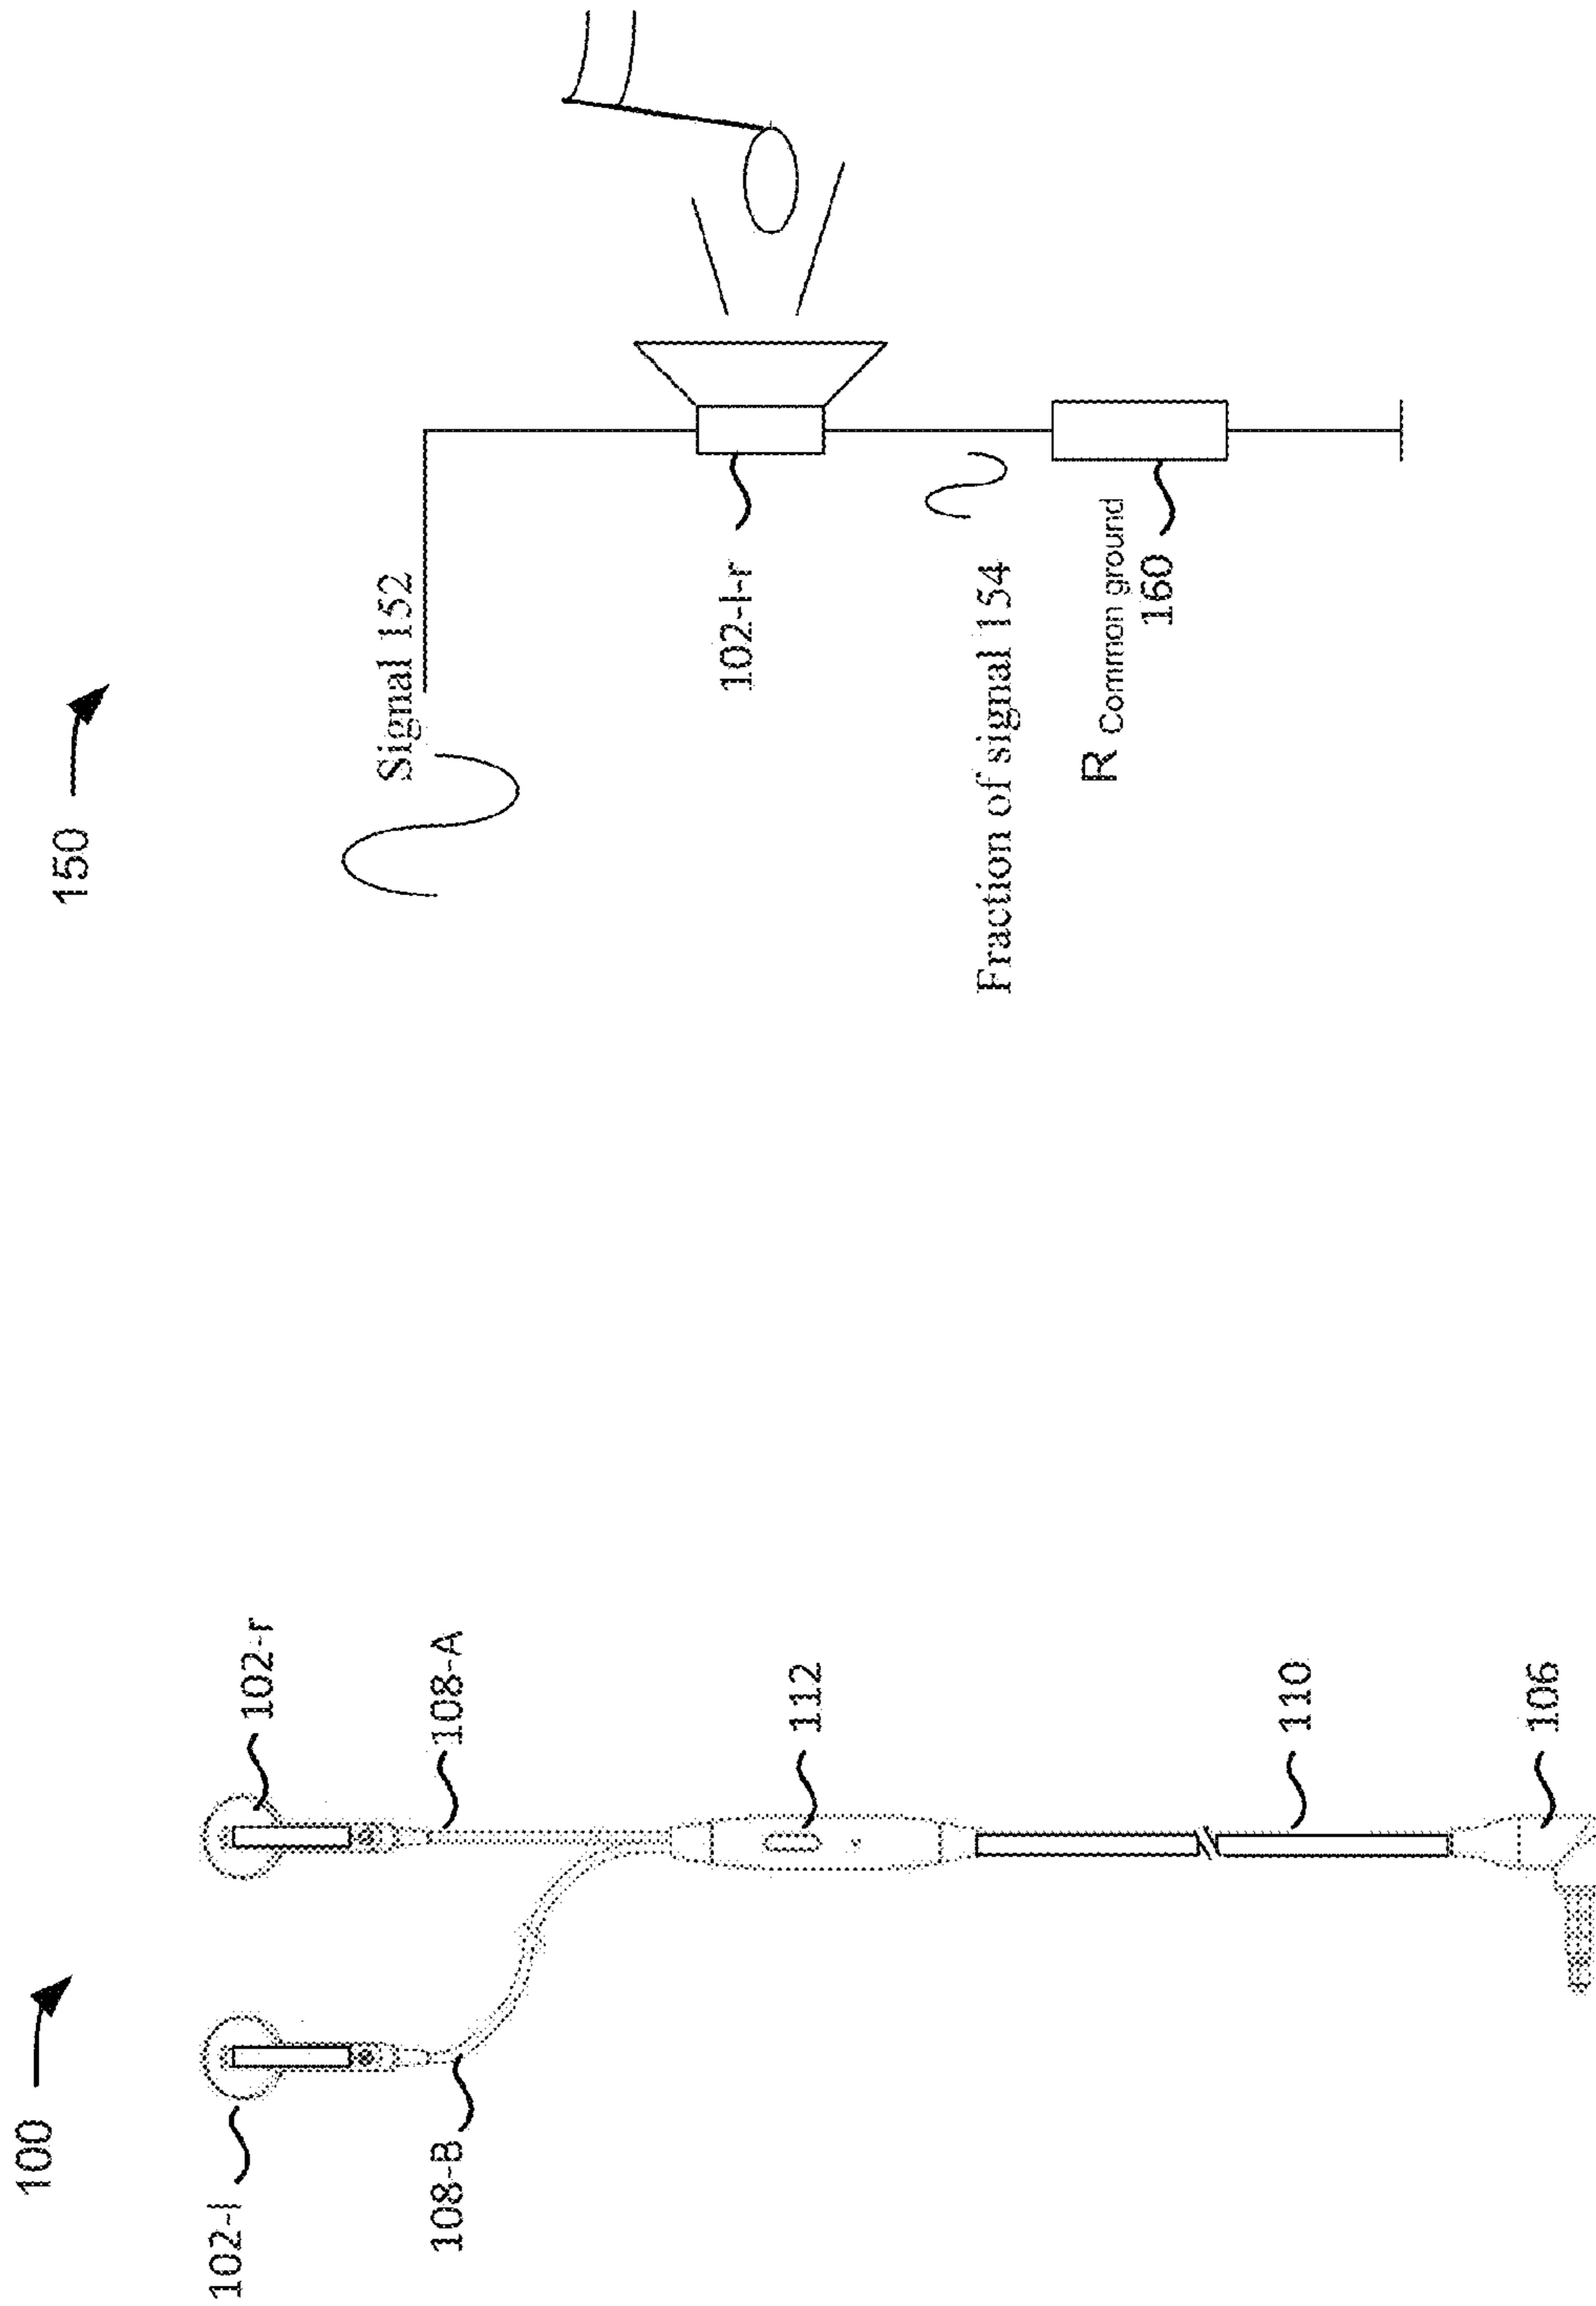 100
102-l
102-r
108-B
108-A
112
110
106
150
Signal 152
102-l-r
Fraction of signal 154
R Common ground
160